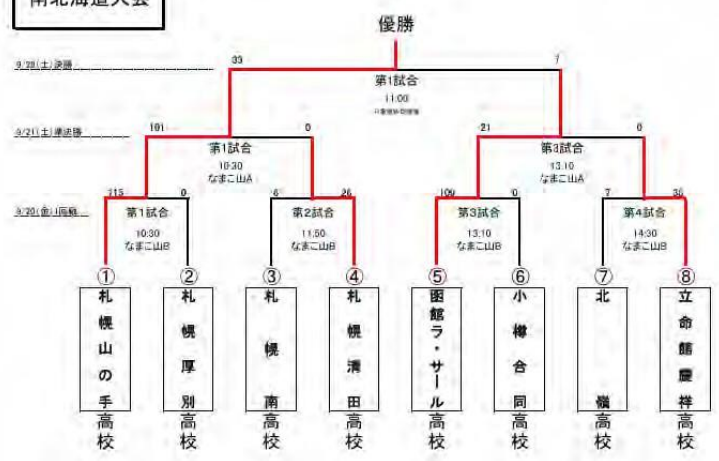 南北海道大会
優勝
9/28(土)決勝
33
7
第1試合
11:00
9/21(土)準決勝
101
0
21
0
第1試合
第3試合
10:30
13:10
なまこ山A
なまこ山A
9/20(金)1回戦
115
0
6
26
109
0
7
第1試合
第2試合
第3試合
第4試合
10:30
11:50
13:10
14:30
なまこ山B
なまこ山B
なまこ山B
なまこ山B
① ② ③ ④ ⑤ ⑥ ⑦ ⑧
札幌山の手高校
札幌厚別高校
札幌南高校
札幌清田高校
函館ラ・サール高校
小樽合同高校
北嶺高校
立命館慶祥高校